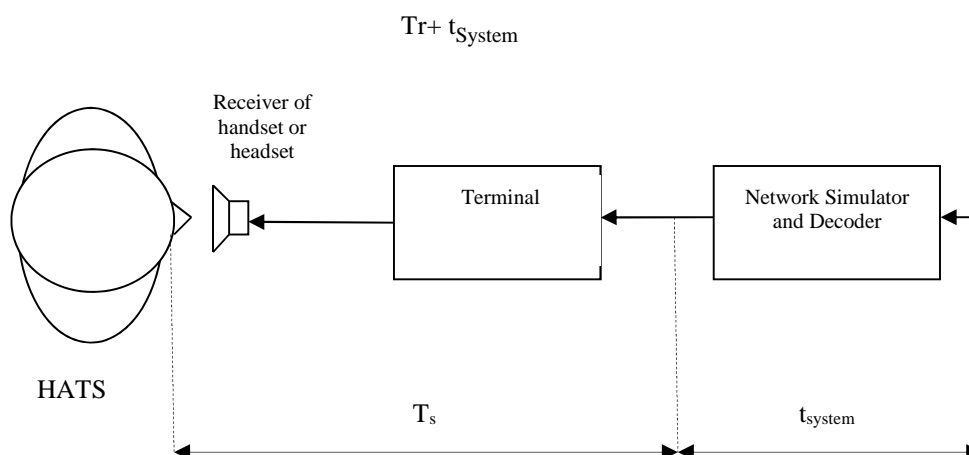 Tr+ tSystem
Receiver of
handset or
headset
Terminal
Network Simulator
and Decoder
HATS
Ts
tsystem